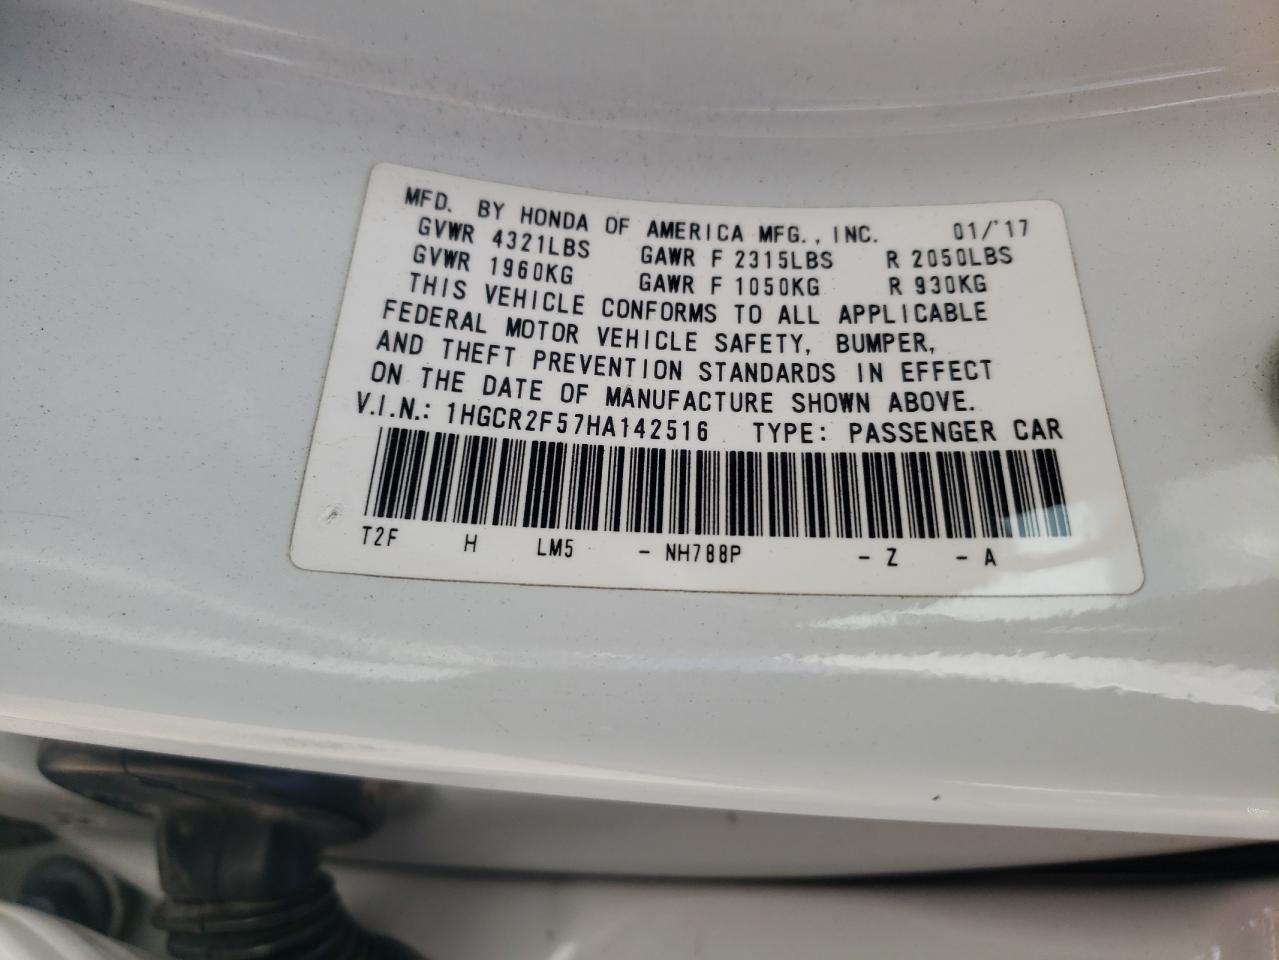 MFD. BY HONDA OF AMERICA MFG., INC. 01/'17
GVWR 4321LBS GAWR F 2315LBS R 2050LBS
GVWR 1960KG GAWR F 1050KG R 930KG
THIS VEHICLE CONFORMS TO ALL APPLICABLE
FEDERAL MOTOR VEHICLE SAFETY, BUMPER,
AND THEFT PREVENTION STANDARDS IN EFFECT
ON THE DATE OF MANUFACTURE SHOWN ABOVE.
V.I.N.: 1HGCR2F57HA142516 TYPE: PASSENGER CAR
T2F H LM5 - NH788P - Z - A